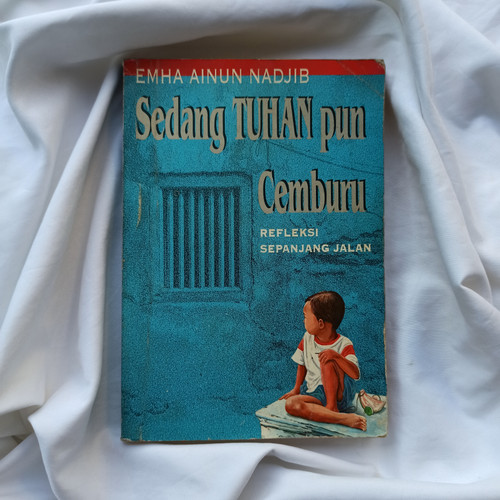 EMHA AINUN NADJIB
Sedang TUHAN pun
Cemburu
REFLEKSI
SEPANJANG JALAN